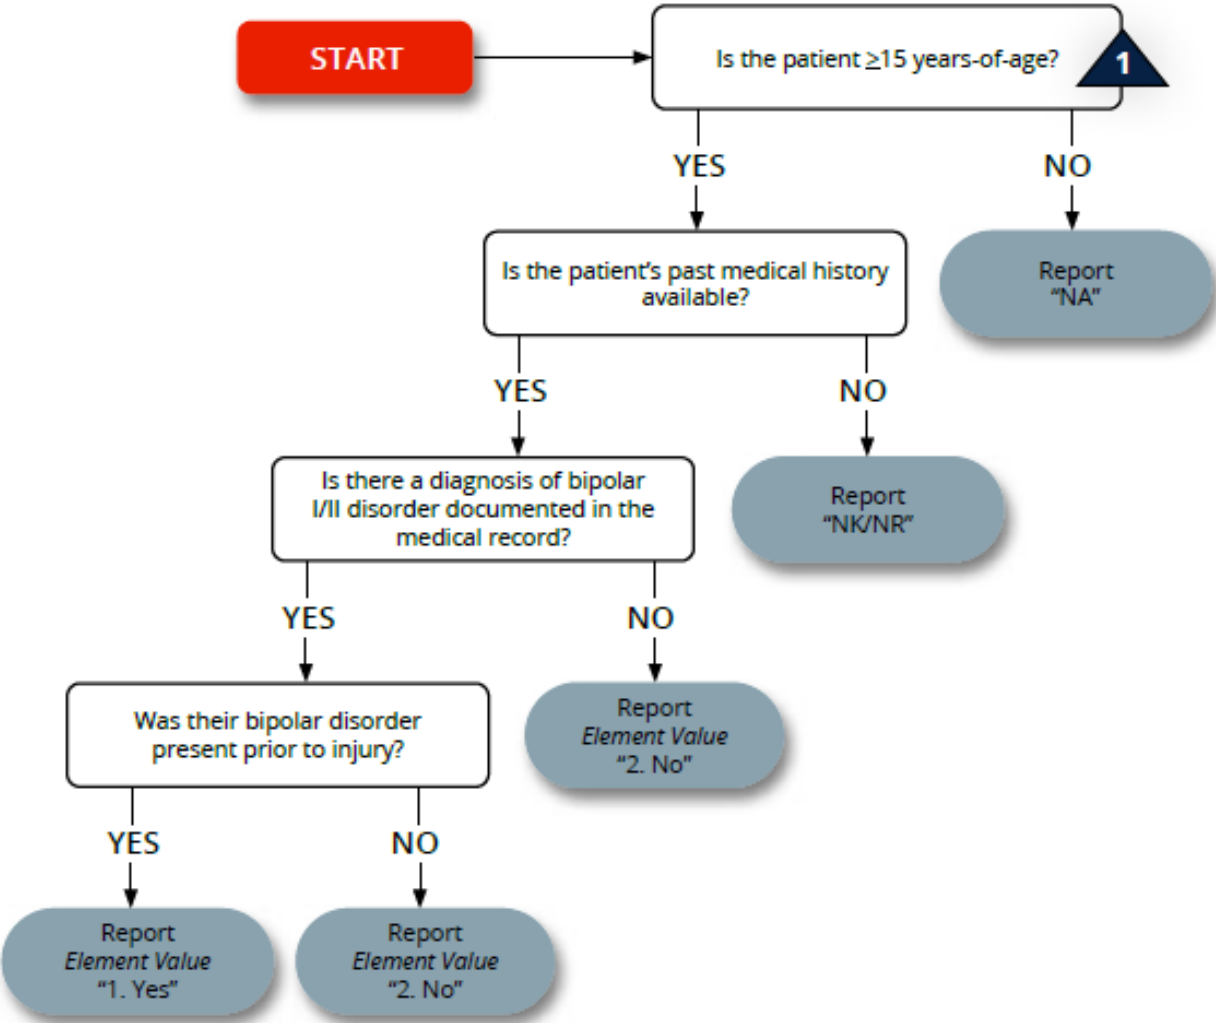 START
Is the patient ≥15 years-of-age?
1
YES
NO
Is the patient’s past medical history
available?
Report
“NA”
YES
NO
Is there a diagnosis of bipolar
I/II disorder documented in the
medical record?
Report
“NK/NR”
YES
NO
Was their bipolar disorder
present prior to injury?
Report
Element Value
“2. No”
YES
NO
Report
Element Value
“1. Yes”
Report
Element Value
“2. No”